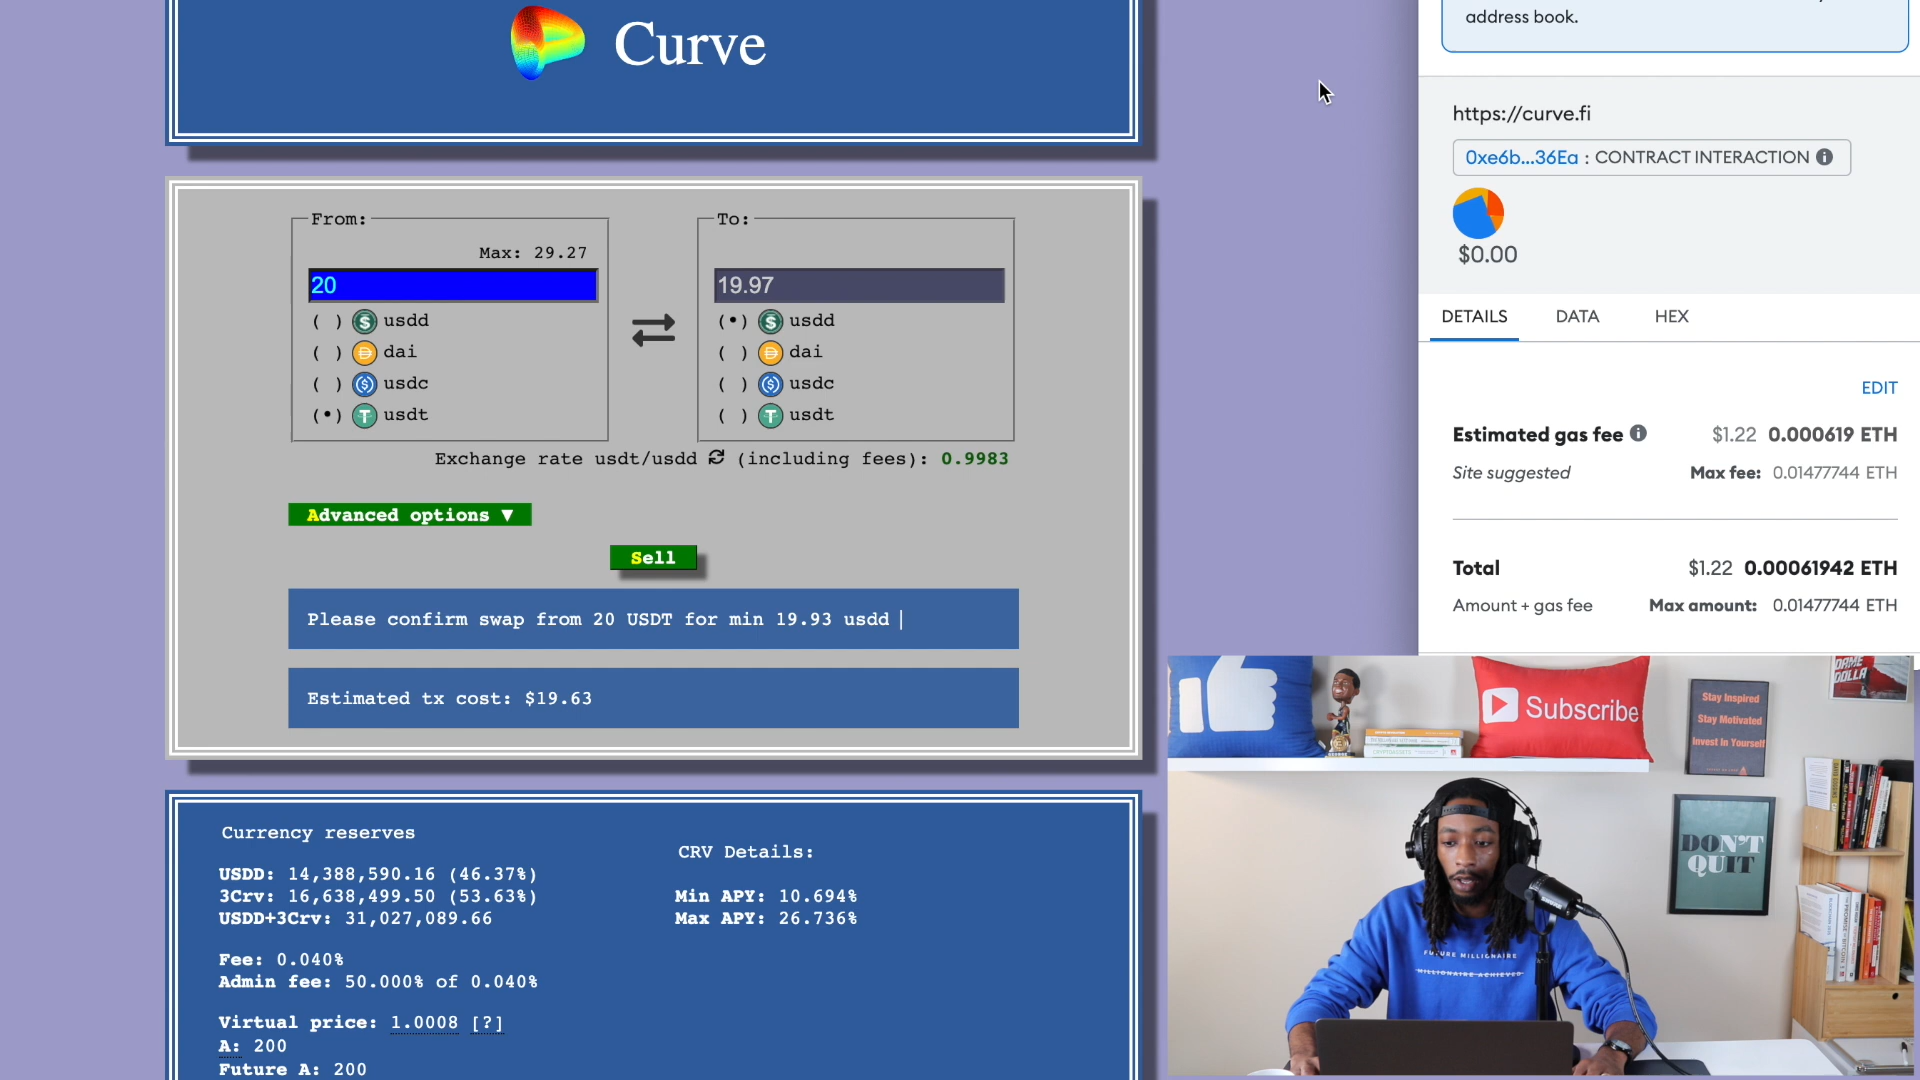 Curve
From:
Max: 29.27
20
( ) usdd
( ) dai
( ) usdc
(•) usdt
To:
19.97
(•) usdd
( ) dai
( ) usdc
( ) usdt
Exchange rate usdt/usdd (including fees): 0.9983
Advanced options ▼
Sell
Please confirm swap from 20 USDT for min 19.93 usdd |
Estimated tx cost: $19.63
Currency reserves
USDD: 14,388,590.16 (46.37%)
3Crv: 16,638,499.50 (53.63%)
USDD+3Crv: 31,027,089.66
Fee: 0.040%
Admin fee: 50.000% of 0.040%
Virtual price: 1.0008 [?]
A: 200
Future A: 200
CRV Details:
Min APY: 10.694%
Max APY: 26.736%
address book.
https://curve.fi
0xe6b...36Ea : CONTRACT INTERACTION
$0.00
DETAILS DATA HEX
EDIT
Estimated gas fee $1.22 0.000619 ETH
Site suggested Max fee: 0.01477744 ETH
Total $1.22 0.00061942 ETH
Amount + gas fee Max amount: 0.01477744 ETH
Subscribe
Stay Inspired
Stay Motivated
Invest In Yourself
DAME
DOLLA
DON'T
QUIT
FUTURE MILLIONAIRE
MILLIONAIRE ACHIEVED